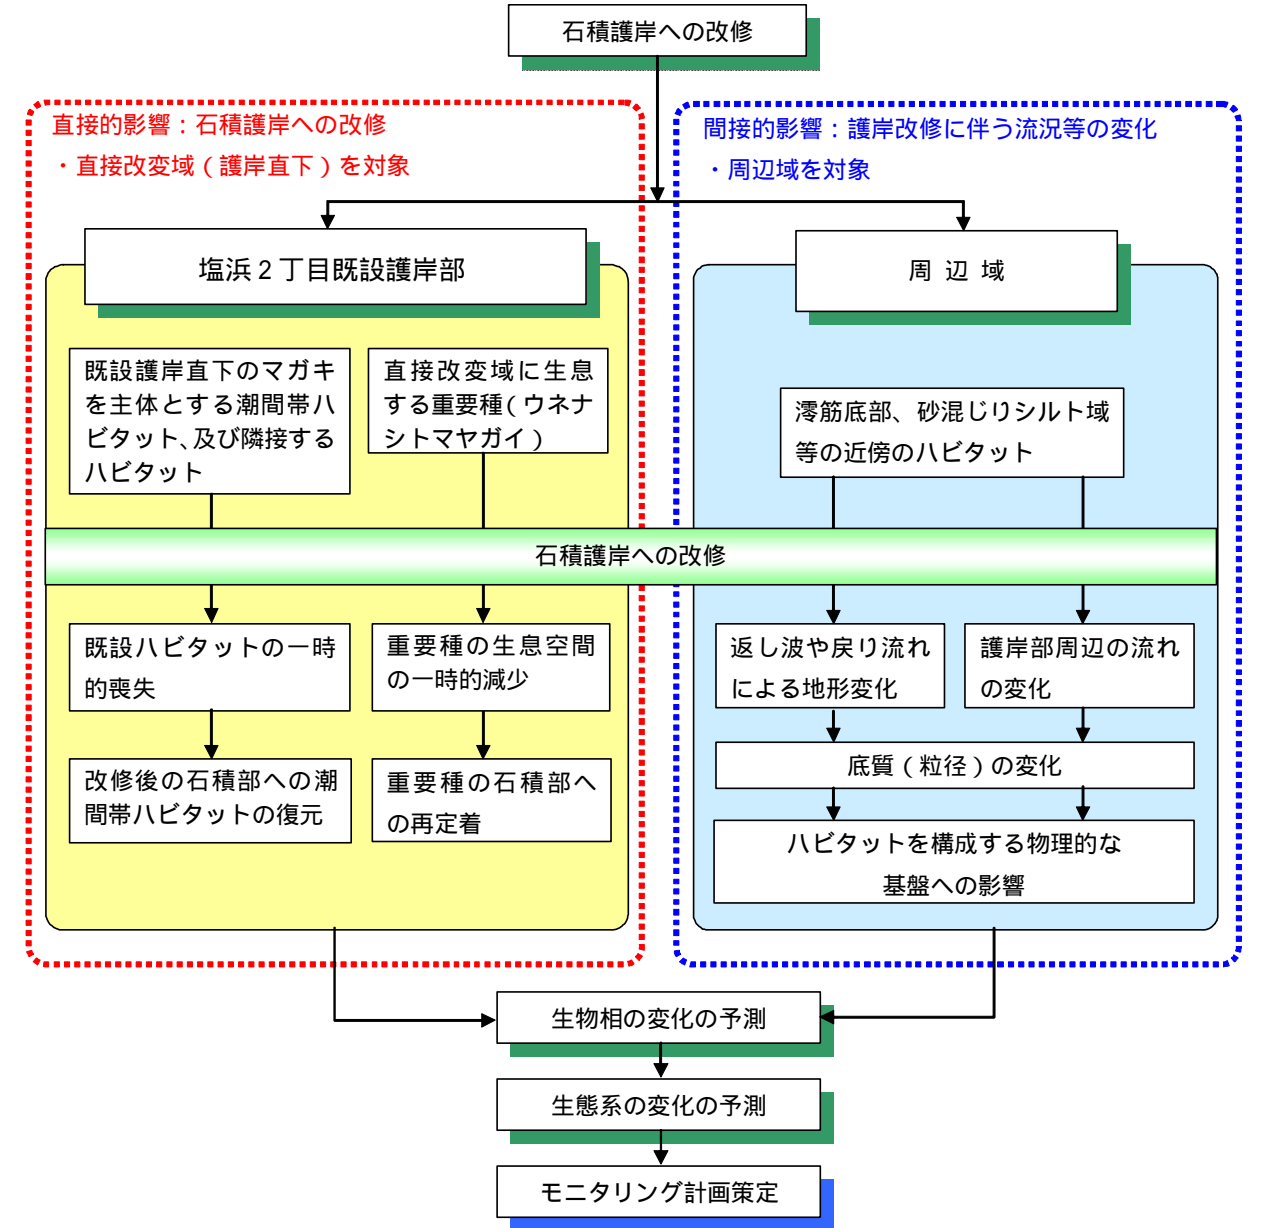 石積護岸への改修
直接的影響：石積護岸への改修
・直接改変域（護岸直下）を対象
間接的影響：護岸改修に伴う流況等の変化
・周辺域を対象
塩浜２丁目既設護岸部
周 辺 域
既設護岸直下のマガキ
を主体とする潮間帯ハ
ビタット、及び隣接する
ハビタット
直接改変域に生息
する重要種（ウネナ
シトマヤガイ）
澪筋底部、砂混じりシルト域
等の近傍のハビタット
石積護岸への改修
既設ハビタットの一時
的喪失
重要種の生息空間
の一時的減少
返し波や戻り流れ
による地形変化
護岸部周辺の流れ
の変化
改修後の石積部への潮
間帯ハビタットの復元
重要種の石積部へ
の再定着
底質（粒径）の変化
ハビタットを構成する物理的な
基盤への影響
生物相の変化の予測
生態系の変化の予測
モニタリング計画策定